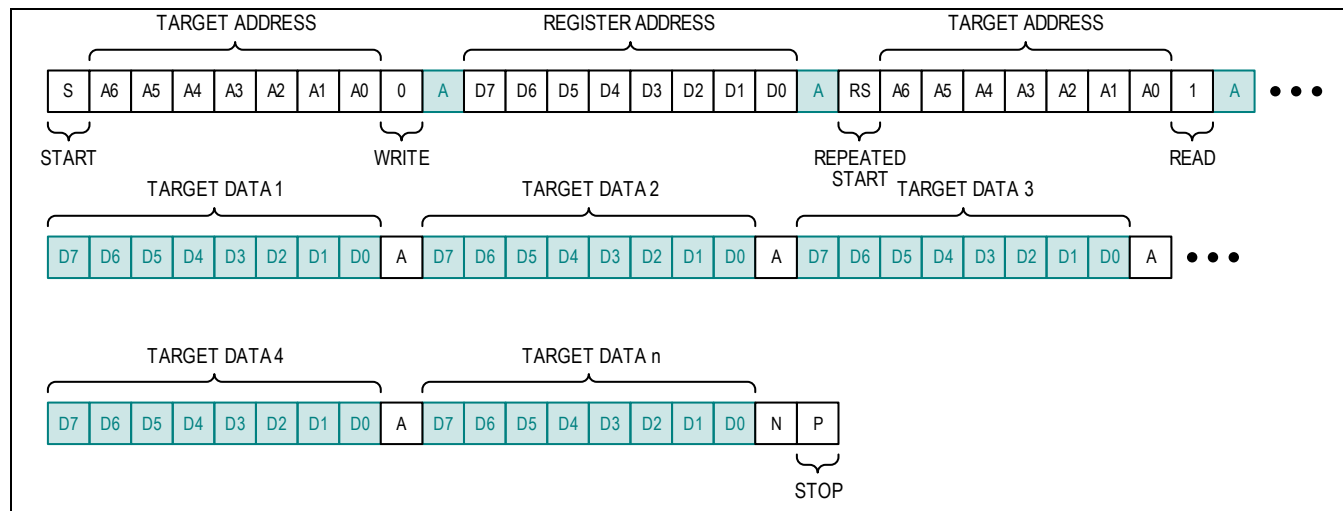 TARGET ADDRESS REGISTER ADDRESS TARGET ADDRESS
S A6 A5 A4 A3 A2 A1 A0 0 A D7 D6 D5 D4 D3 D2 D1 D0 A RS A6 A5 A4 A3 A2 A1 A0 1 A
START WRITE REPEATED START READ
TARGET DATA 1 TARGET DATA 2 TARGET DATA 3
D7 D6 D5 D4 D3 D2 D1 D0 A D7 D6 D5 D4 D3 D2 D1 D0 A D7 D6 D5 D4 D3 D2 D1 D0 A
TARGET DATA 4 TARGET DATA n
D7 D6 D5 D4 D3 D2 D1 D0 A D7 D6 D5 D4 D3 D2 D1 D0 N P
STOP